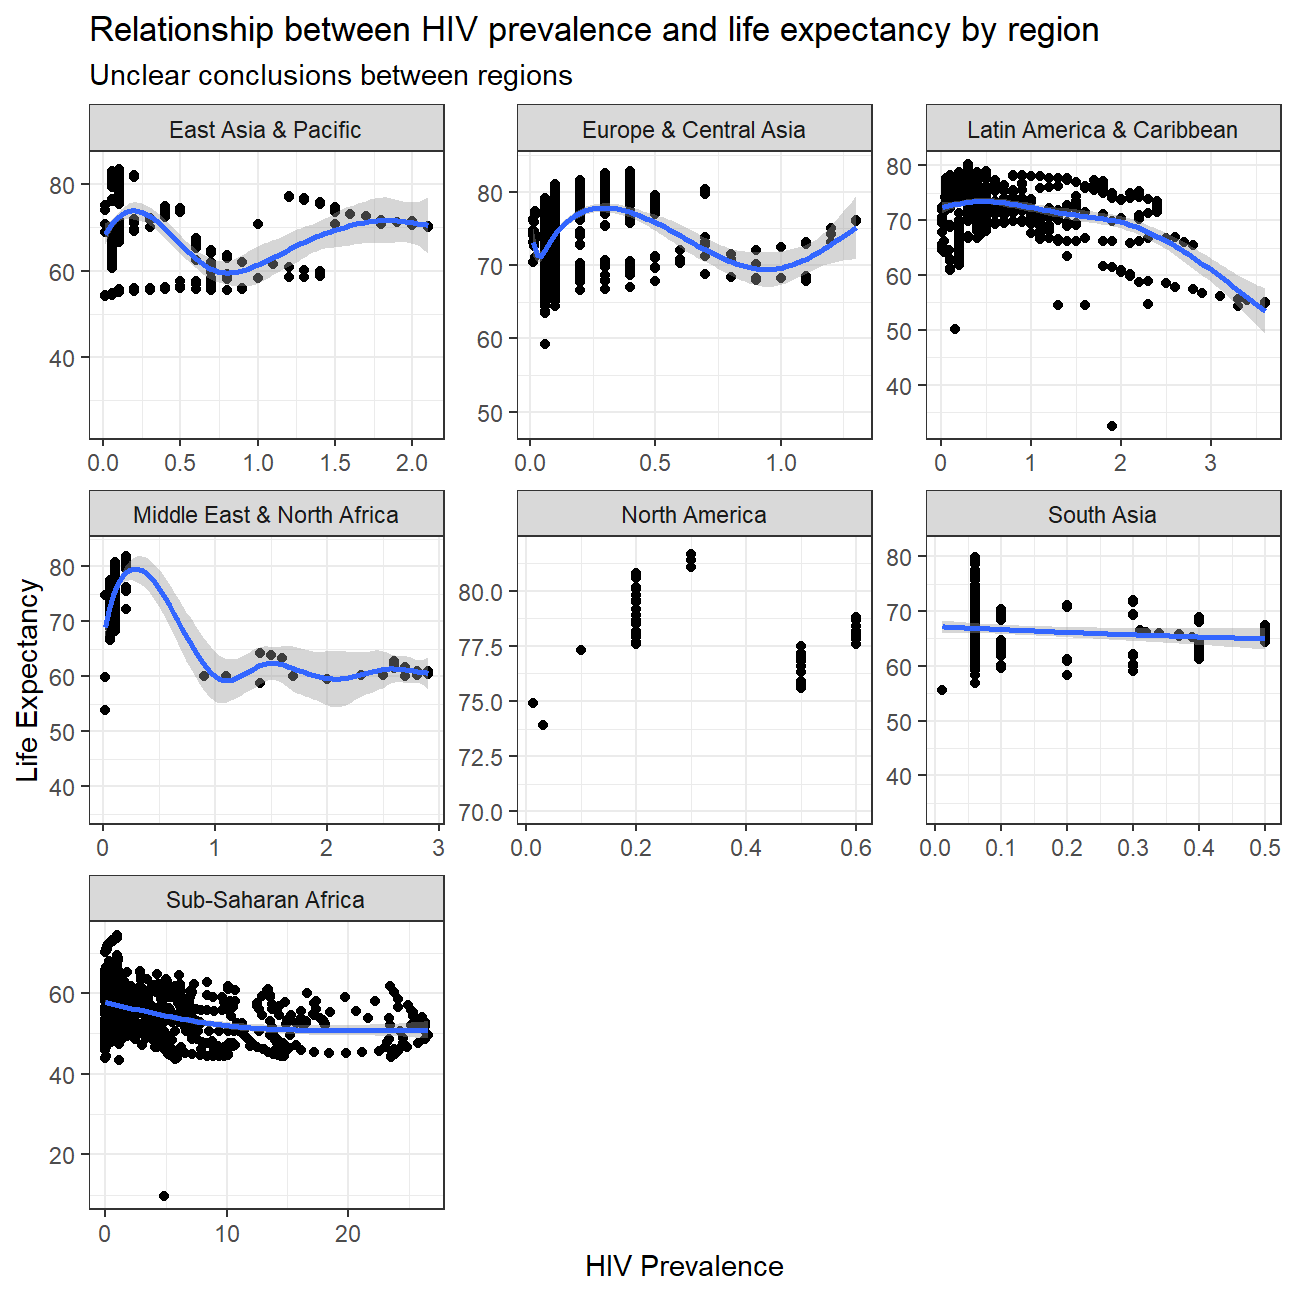 Relationship between HIV prevalence and life expectancy by region
Unclear conclusions between regions
East Asia & Pacific
Europe & Central Asia
Latin America & Caribbean
80
60
40
0.0 0.5 1.0 1.5 2.0
80
70
60
50
0.0 0.5 1.0
80
70
60
50
40
0 1 2 3
Middle East & North Africa
North America
South Asia
80
70
60
50
40
0 1 2 3
80.0
77.5
75.0
72.5
70.0
0.0 0.2 0.4 0.6
80
70
60
50
40
0.0 0.1 0.2 0.3 0.4 0.5
Sub-Saharan Africa
60
40
20
0 10 20
Life Expectancy
HIV Prevalence